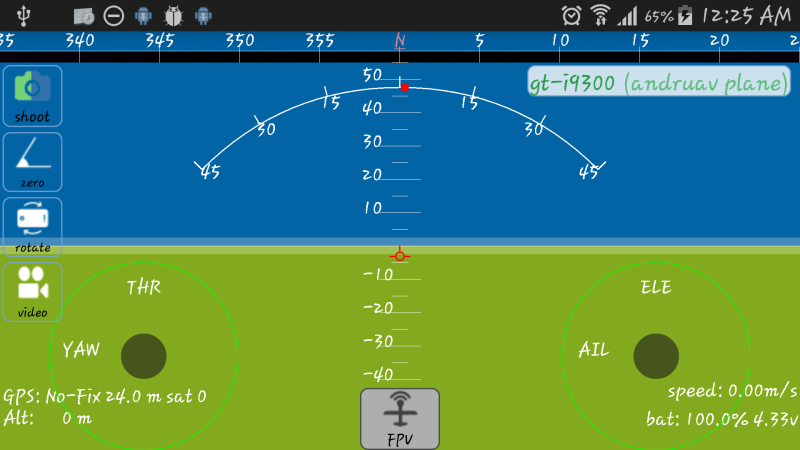 65% 12:25 AM
35 340 345 350 355 N 5 10 15 20 2
50
gt-i9300 (andruav plane)
shoot
15 15
40
30 30
30
zero
45 20 45
10
rotate
-10
video
THR ELE
-20
YAW -30 AIL
-40
GPS: No-Fix 24.0 m sat 0 speed: 0.00m/s
Alt: 0 m bat: 100.0% 4.33v
FPV